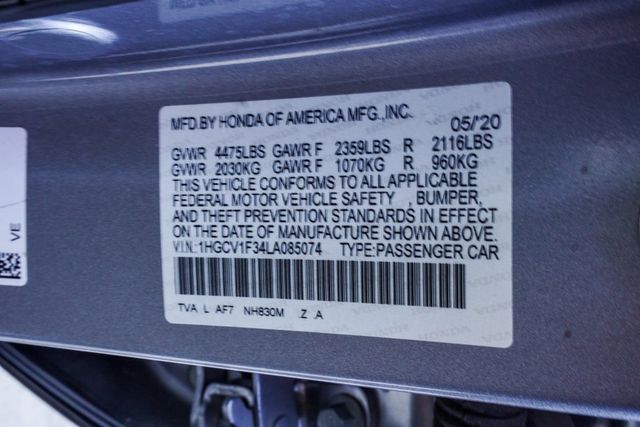 MFD.BY HONDA OF AMERICA MFG.,INC.
05/'20
GVWR 4475LBS GAWR F 2359LBS R 2116LBS
GVWR 2030KG GAWR F 1070KG R 960KG
THIS VEHICLE CONFORMS TO ALL APPLICABLE
FEDERAL MOTOR VEHICLE SAFETY , BUMPER,
AND THEFT PREVENTION STANDARDS IN EFFECT
ON THE DATE OF MANUFACTURE SHOWN ABOVE.
V.I.N.:1HGCV1F34LA085074 TYPE:PASSENGER CAR
TVA L AF7 NH830M .Z .A
VE